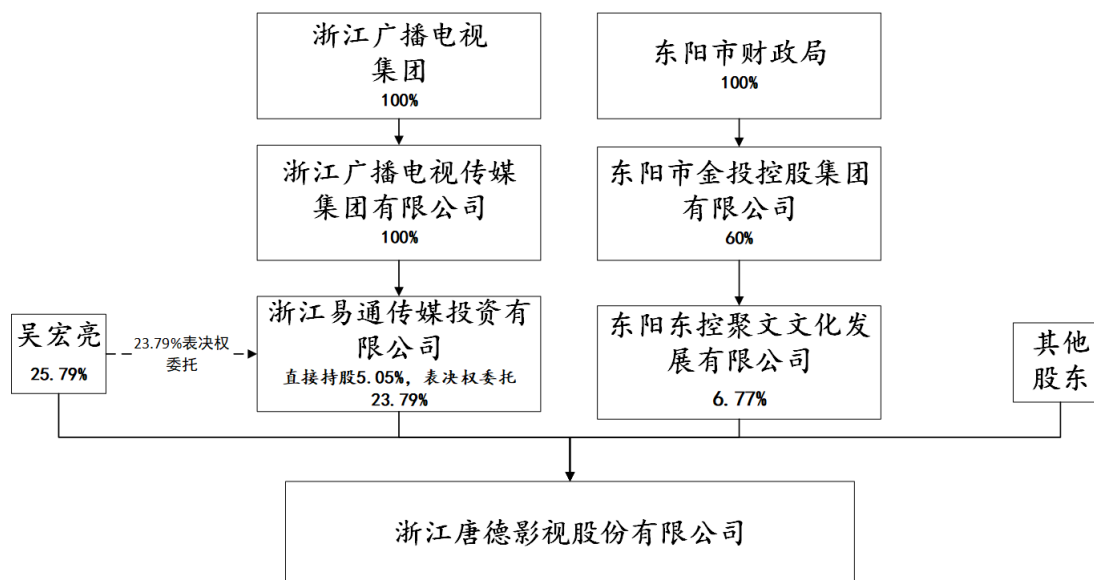 浙江广播电视
集团
100%
东阳市财政局
100%
浙江广播电视传媒
集团有限公司
100%
东阳市金投控股集团
有限公司
60%
吴宏亮
25.79%
23.79%表决权
委托
浙江易通传媒投资有
限公司
直接持股5.05%，表决权委托
23.79%
东阳东控聚文文化发
展有限公司
6.77%
其他
股东
浙江唐德影视股份有限公司